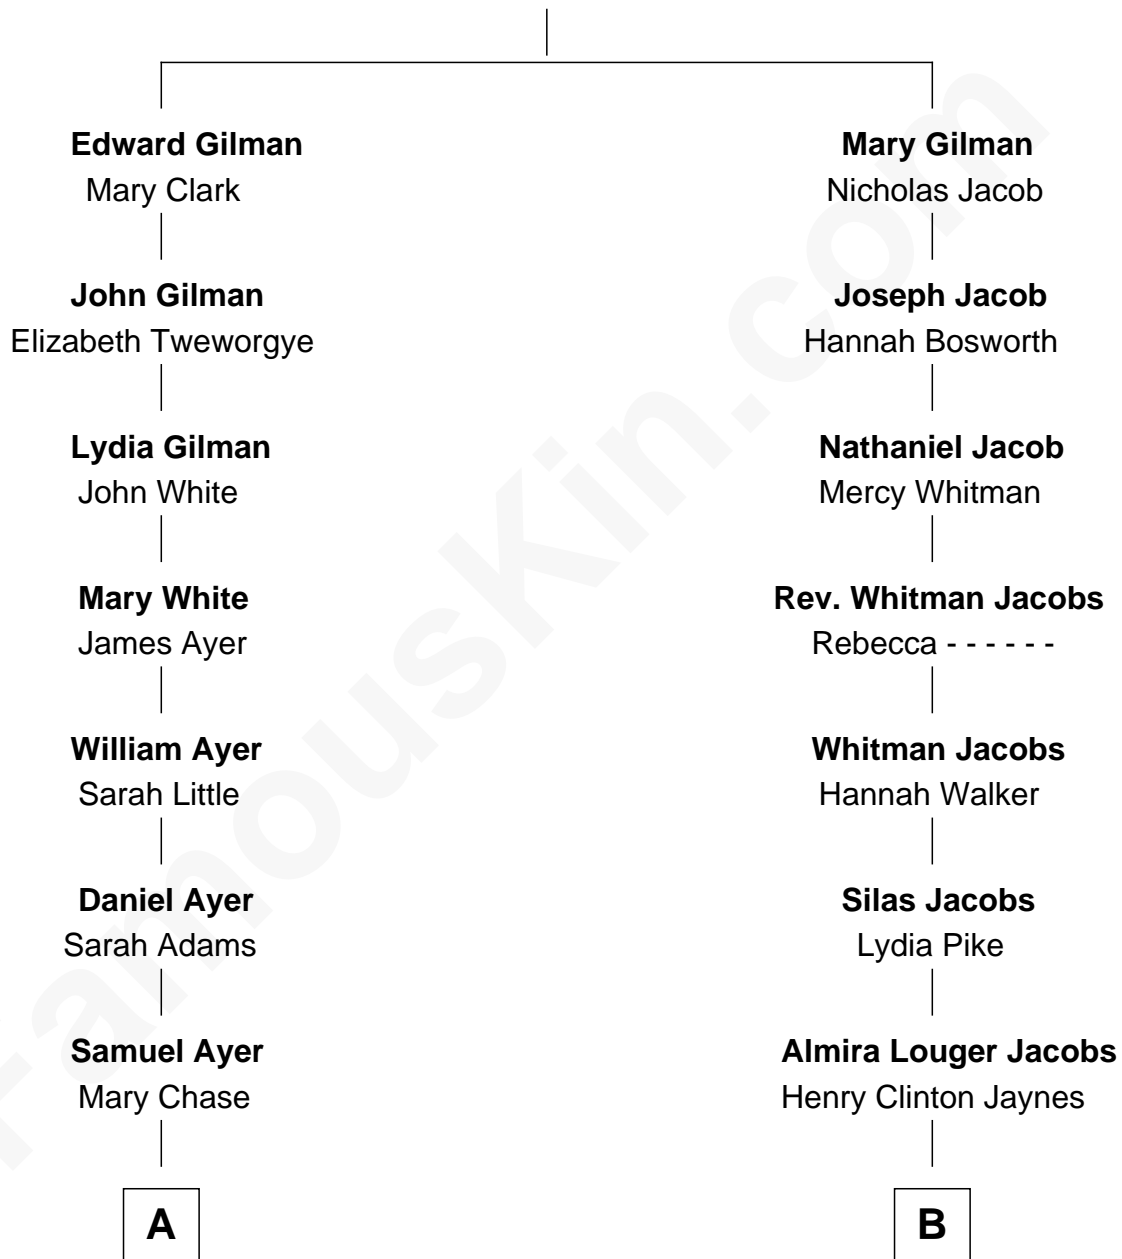 Edward Gilman
Mary Clark
John Gilman
Elizabeth Tweworgye
Lydia Gilman
John White
Mary White
James Ayer
William Ayer
Sarah Little
Daniel Ayer
Sarah Adams
Samuel Ayer
Mary Chase
A
Mary Gilman
Nicholas Jacob
Joseph Jacob
Hannah Bosworth
Nathaniel Jacob
Mercy Whitman
Rev. Whitman Jacobs
Rebecca - - - - - -
Whitman Jacobs
Hannah Walker
Silas Jacobs
Lydia Pike
Almira Louger Jacobs
Henry Clinton Jaynes
B
FamousKin.com